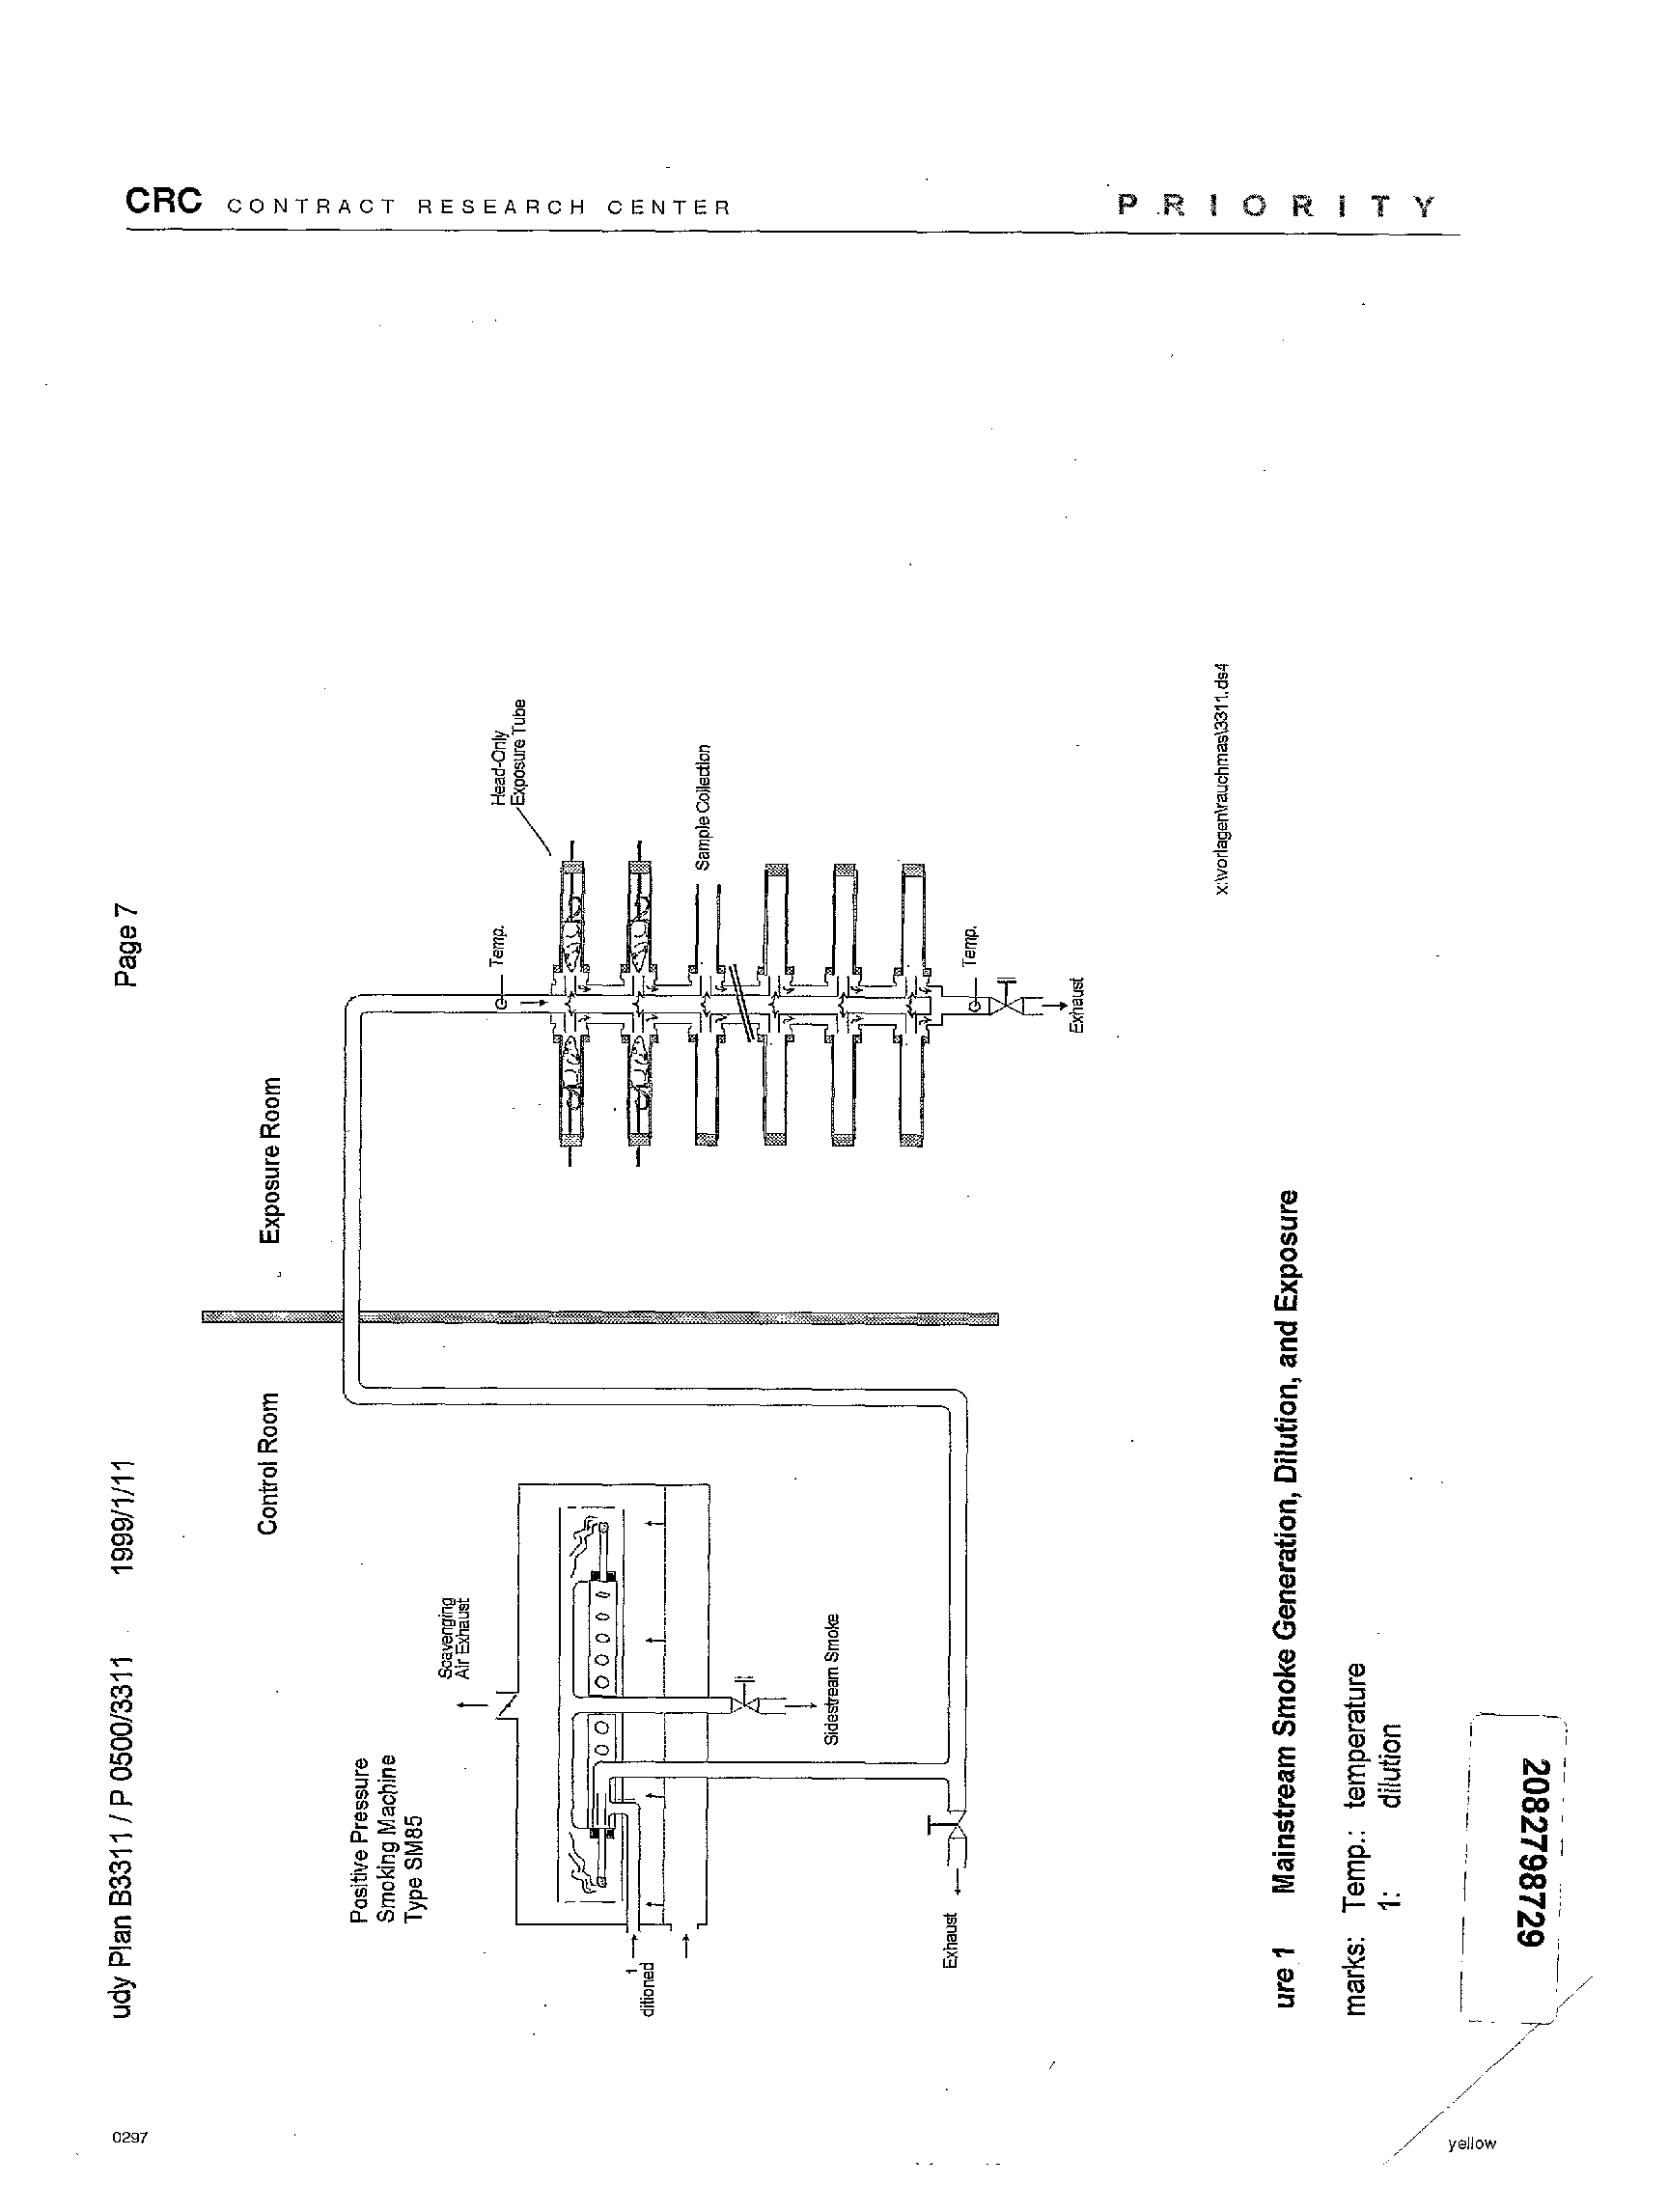 CRC CONTRACT RESEARCH CENTER
PRIORITY
udy Plan B3311 / P 0500/3311 1999/1/11 Page 7
Control Room Exposure Room
Positive Pressure
Smoking Machine
Type SM85
Scavenging
Air Exhaust
Head-Only
Exposure Tube
Temp.
Sample Collection
1
ditioned
Sidestream Smoke
Exhaust
Temp.
Exhaust
x:\vorlagen\rauchmas\3311.ds4
ure 1 Mainstream Smoke Generation, Dilution, and Exposure
marks: Temp.: temperature
1: dilution
2082798729
0297
yellow